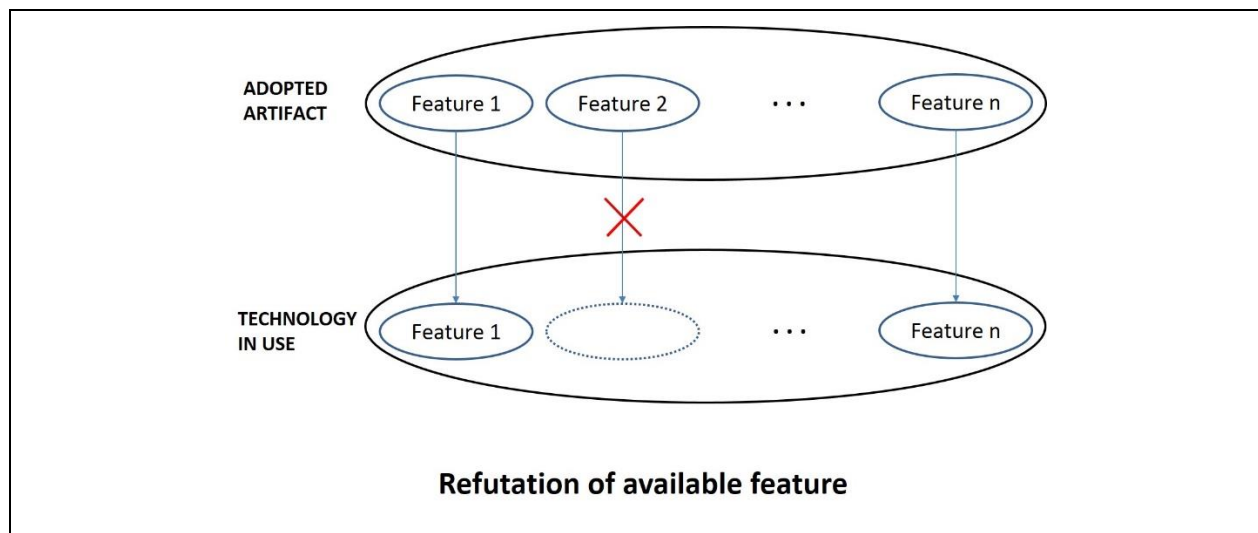 ADOPTED
ARTIFACT
Feature 1
Feature 2
...
Feature n
TECHNOLOGY
IN USE
Feature 1
...
Feature n
Refutation of available feature